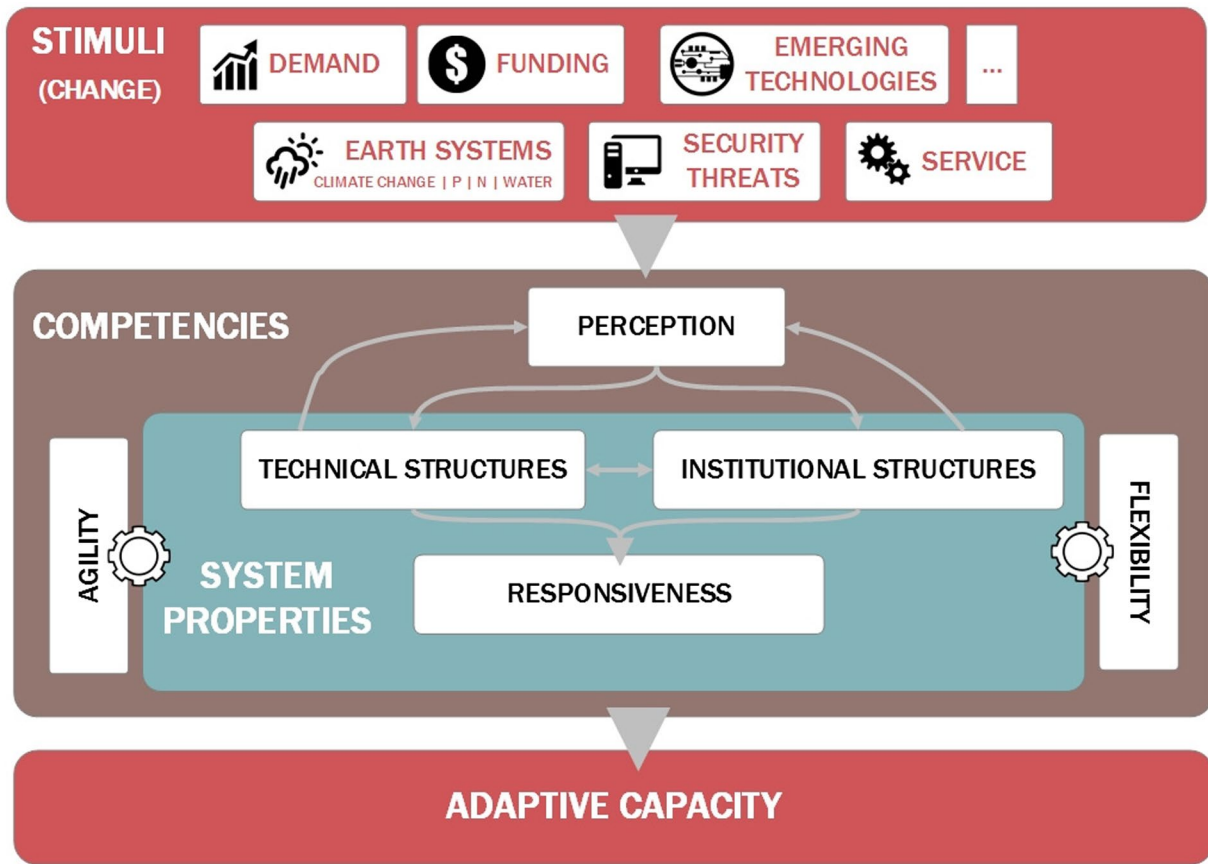 STIMULI
(CHANGE)
DEMAND
FUNDING
EMERGING
TECHNOLOGIES
...
EARTH SYSTEMS
CLIMATE CHANGE | P | N | WATER
SECURITY
THREATS
SERVICE
COMPETENCIES
PERCEPTION
TECHNICAL STRUCTURES
INSTITUTIONAL STRUCTURES
AGILITY
FLEXIBILITY
SYSTEM
PROPERTIES
RESPONSIVENESS
ADAPTIVE CAPACITY